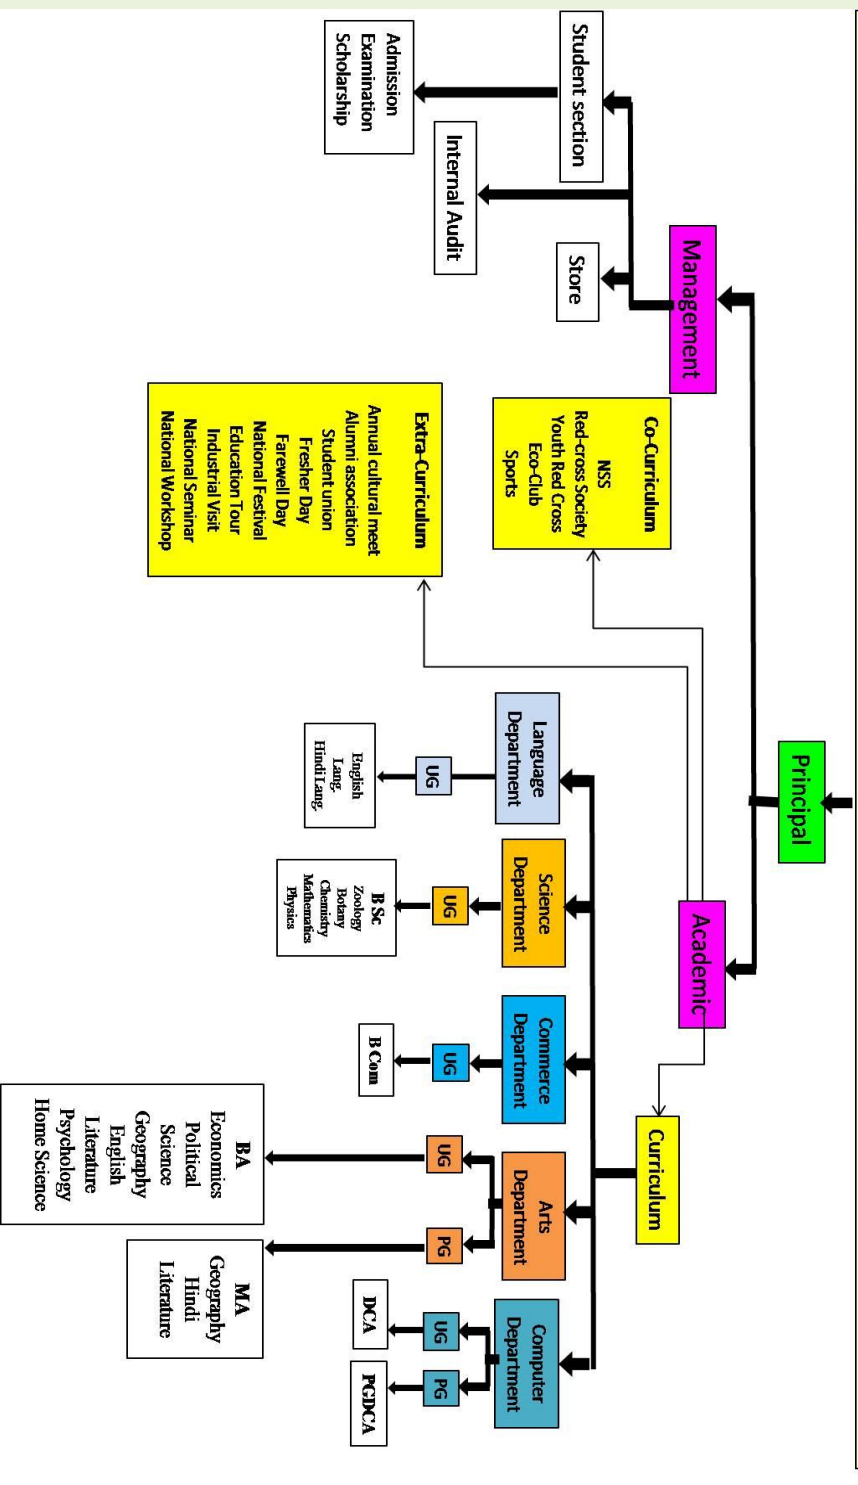 Principal
Management
Academic
Student section
Internal Audit
Store
Admission
Examination
Scholarship
Co-Curriculum
NSS
Red-cross Society
Youth Red Cross
Eco-Club
Sports
Extra-Curriculum
Annual cultural meet
Alumni association
Student union
Fresher Day
Farewell Day
National Festival
Education Tour
Industrial Visit
National Seminar
National Workshop
Curriculum
Language
Department
UG
English
Lang.
Hindi Lang.
Science
Department
UG
B Sc
Zoology
Botany
Chemistry
Mathematics
Physics
Commerce
Department
UG
B Com
Arts
Department
UG
PG
BA
Economics
Political
Science
Geography
English
Literature
Psychology
Home Science
MA
Geography
Hindi
Literature
Computer
Department
UG
PG
DCA
PGDCA